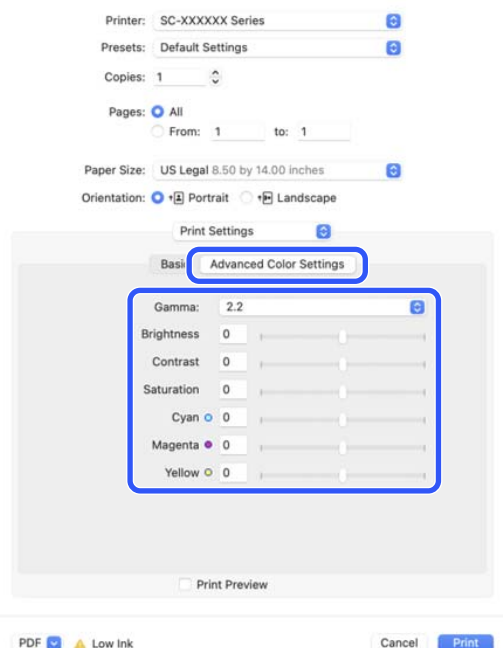 Printer: SC-XXXXXX Series
Presets: Default Settings
Copies: 1
Pages: All
From: 1 to: 1
Paper Size: US Legal 8.50 by 14.00 inches
Orientation: Portrait Landscape
Print Settings
Basi Advanced Color Settings
Gamma: 2.2
Brightness 0
Contrast 0
Saturation 0
Cyan 0
Magenta 0
Yellow 0
Print Preview
PDF Low Ink Cancel Print